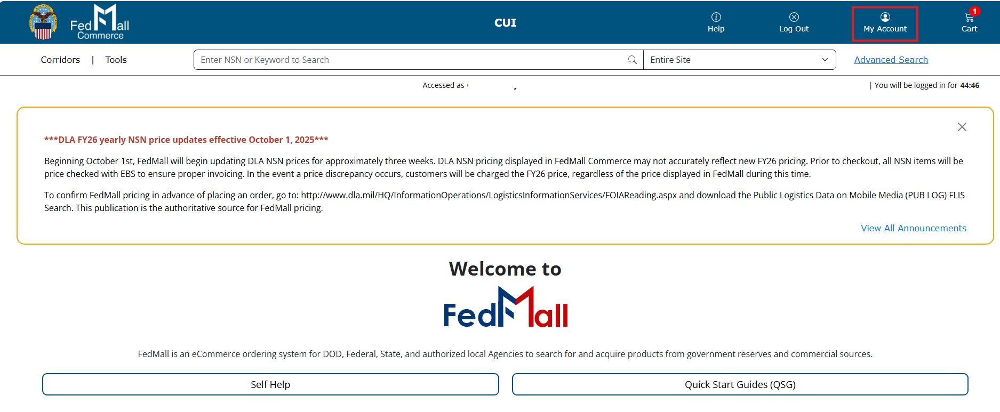 FedMall
Commerce
CUI
Help
Log Out
My Account
1
Cart
Corridors | Tools
Enter NSN or Keyword to Search
Entire Site
Advanced Search
Accessed as
| You will be logged in for 44:46
***DLA FY26 yearly NSN price updates effective October 1, 2025***
Beginning October 1st, FedMall will begin updating DLA NSN prices for approximately three weeks. DLA NSN pricing displayed in FedMall Commerce may not accurately reflect new FY26 pricing. Prior to checkout, all NSN items will be
price checked with EBS to ensure proper invoicing. In the event a price discrepancy occurs, customers will be charged the FY26 price, regardless of the price displayed in FedMall during this time.
To confirm FedMall pricing in advance of placing an order, go to: http://www.dla.mil/HQ/InformationOperations/LogisticsInformationServices/FOIAReading.aspx and download the Public Logistics Data on Mobile Media (PUB LOG) FLIS
Search. This publication is the authoritative source for FedMall pricing.
View All Announcements
Welcome to
FedMall
FedMall is an eCommerce ordering system for DOD, Federal, State, and authorized local Agencies to search for and acquire products from government reserves and commercial sources.
Self Help
Quick Start Guides (QSG)